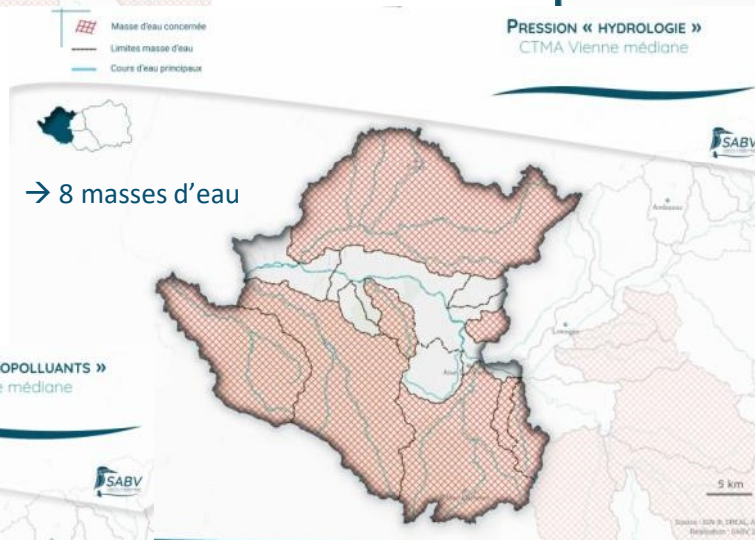 Masse d'eau concernée
Limites masse d'eau
Cours d'eau principaux
PRESSION « HYDROLOGIE »
CTMA Vienne médiane
SABV
→ 8 masses d'eau
Ambazac
Limoges
OPOLLUANTS »
médiane
SABV
5 km